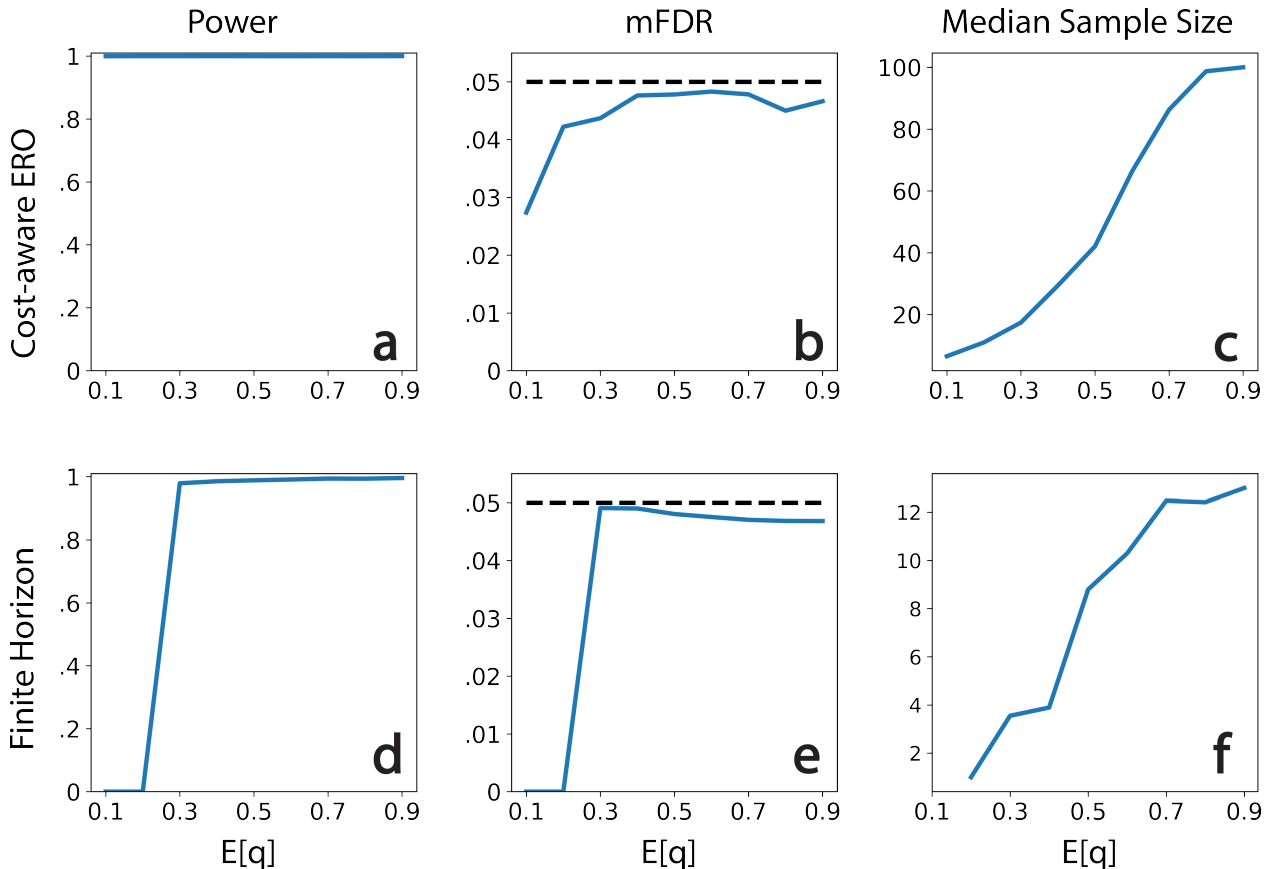 Power mFDR Median Sample Size
Cost-aware ERO
1
.8
.6
.4
.2
0
0.1 0.3 0.5 0.7 0.9
a
.05
.04
.03
.02
.01
0
0.1 0.3 0.5 0.7 0.9
b
100
80
60
40
20
0.1 0.3 0.5 0.7 0.9
c
Finite Horizon
1
.8
.6
.4
.2
0
0.1 0.3 0.5 0.7 0.9
d
E[q]
.05
.04
.03
.02
.01
0
0.1 0.3 0.5 0.7 0.9
e
E[q]
12
10
8
6
4
2
0.1 0.3 0.5 0.7 0.9
f
E[q]